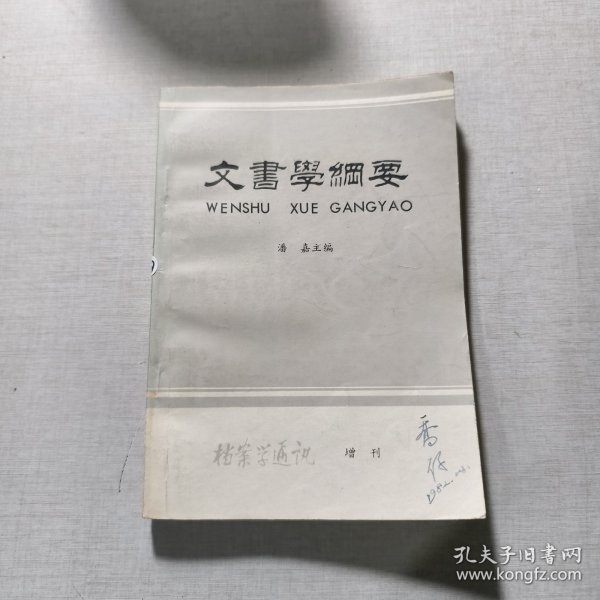 文書學綱要
WENSHU XUE GANGYAO
潘 嘉主编
档案学通讯 增刊
乔
孔夫子旧书网
www.kongfz.com